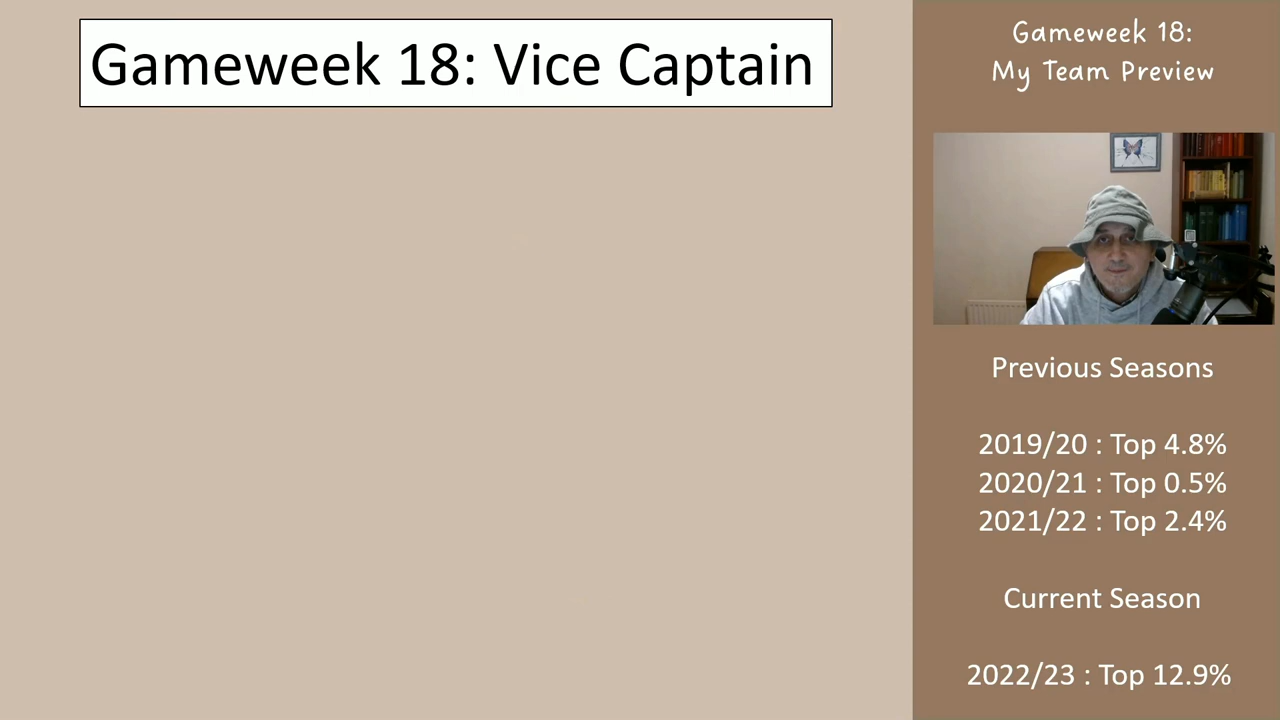 Gameweek 18: Vice Captain
Gameweek 18:
My Team Preview
Previous Seasons
2019/20 : Top 4.8%
2020/21 : Top 0.5%
2021/22 : Top 2.4%
Current Season
2022/23 : Top 12.9%